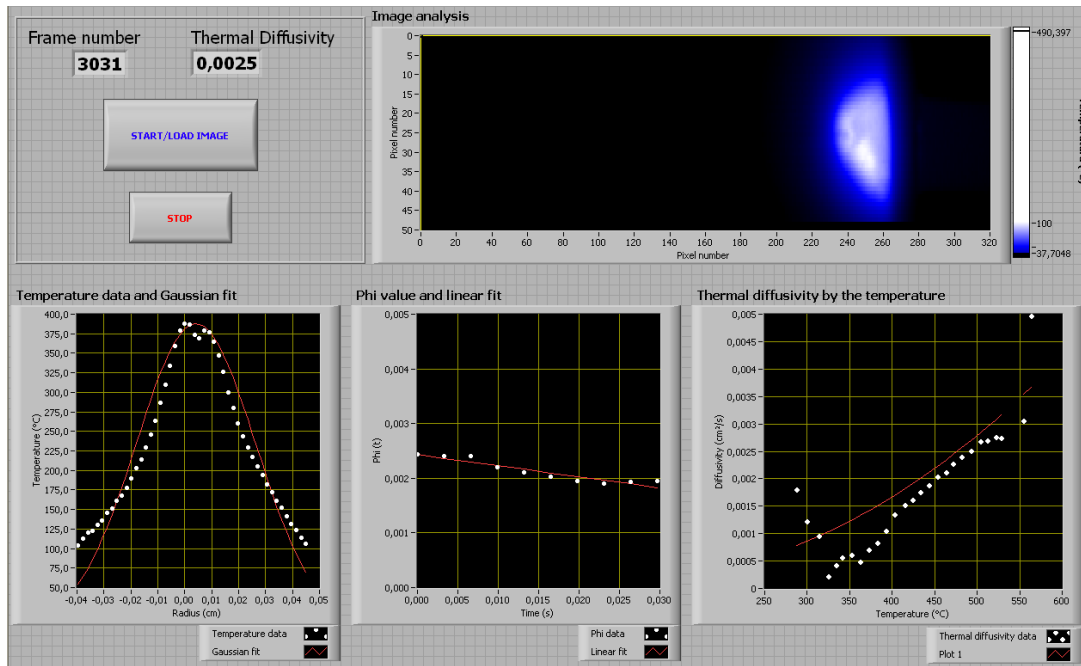 Image analysis
Frame number
Thermal Diffusivity
3031
0,0025
START/LOAD IMAGE
STOP
Pixel number
0
5
10
15
20
25
30
35
40
45
50
0 20 40 60 80 100 120 140 160 180 200 220 240 260 280 300 320
Pixel number
490,397
100
37,7048
Temperature data and Gaussian fit
Temperature (°C)
400,0
375,0
350,0
325,0
300,0
275,0
250,0
225,0
200,0
175,0
150,0
125,0
100,0
75,0
50,0
-0,04 -0,03 -0,02 -0,01 0,00 0,01 0,02 0,03 0,04 0,05
Radius (cm)
Temperature data
Gaussian fit
Phi value and linear fit
Phi (t)
0,005
0,004
0,003
0,002
0,001
0,000
0,000 0,005 0,010 0,015 0,020 0,025 0,030
Time (s)
Phi data
Linear fit
Thermal diffusivity by the temperature
Diffusivity (cm²/s)
0,005
0,0045
0,004
0,0035
0,003
0,0025
0,002
0,0015
0,001
0,0005
0
250 300 350 400 450 500 550 600
Temperature (°C)
Thermal diffusivity data
Plot 1